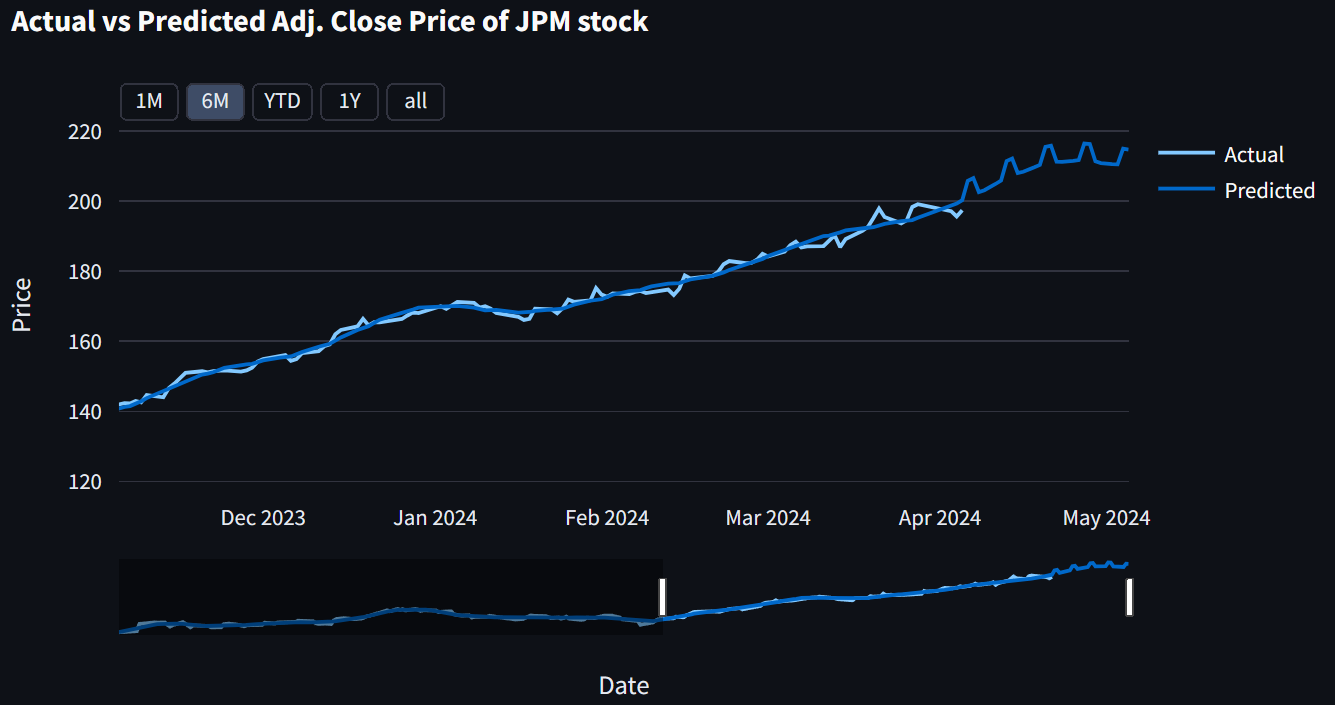 Actual vs Predicted Adj. Close Price of JPM stock
1M 6M YTD 1Y all
220
200
180
160
140
120
Price
Actual
Predicted
Dec 2023 Jan 2024 Feb 2024 Mar 2024 Apr 2024 May 2024
Date